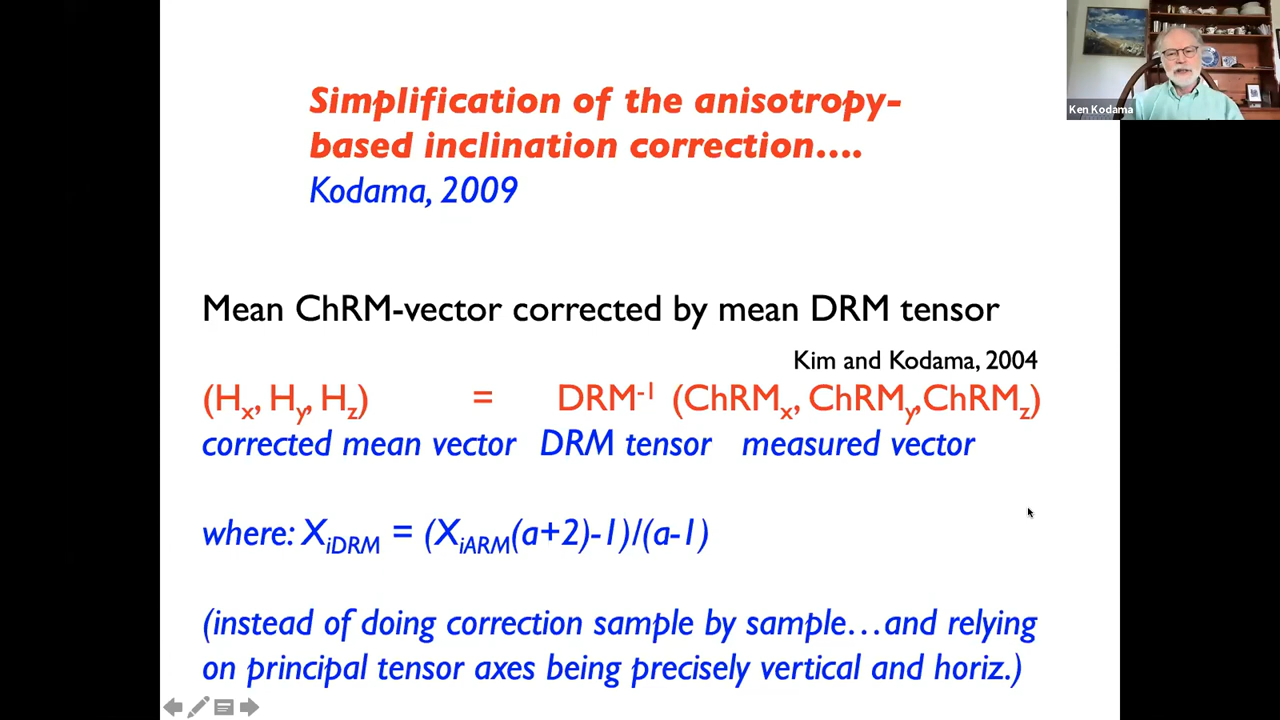 Simplification of the anisotropy-
based inclination correction....
Kodama, 2009
Ken Kodama
Mean ChRM-vector corrected by mean DRM tensor
Kim and Kodama, 2004
(Hx, Hy, Hz) = DRM-1 (ChRMx, ChRMy,ChRMz)
corrected mean vector DRM tensor measured vector
where: XiDRM = (XiARM(a+2)-1)/(a-1)
(instead of doing correction sample by sample...and relying
on principal tensor axes being precisely vertical and horiz.)